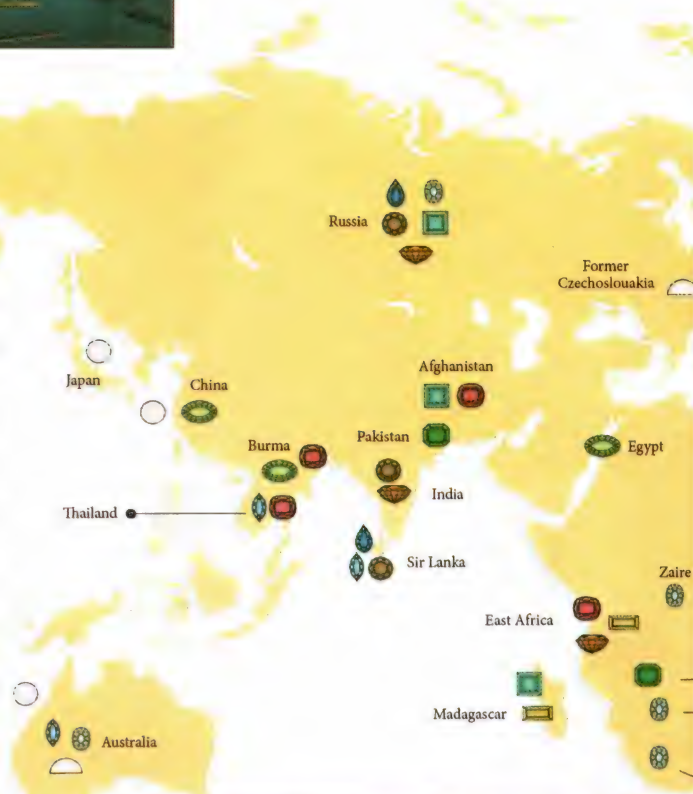 Russia
Former
Czechoslouakia
Afghanistan
Japan
China
Pakistan
Burma
Egypt
India
Thailand
Sir Lanka
Zaire
East Africa
Madagascar
Australia